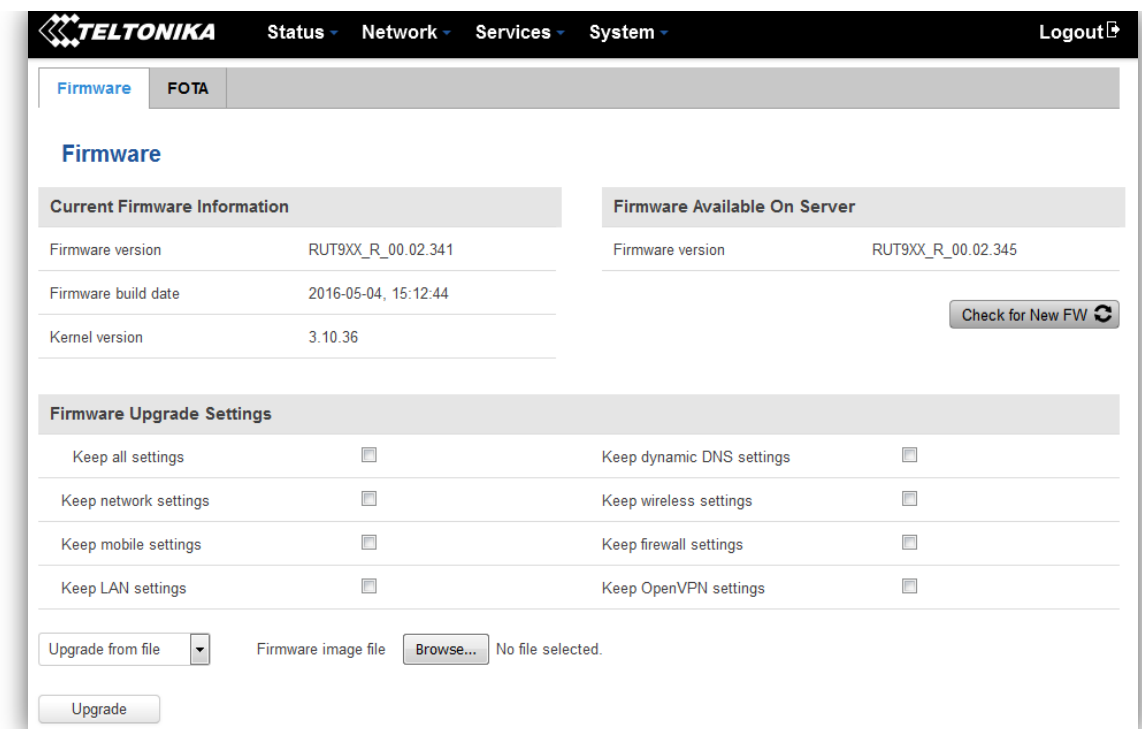 TELTONIKA Status Network Services System Logout
Firmware FOTA
Firmware
Current Firmware Information
Firmware version RUT9XX_R_00.02.341
Firmware build date 2016-05-04, 15:12:44
Kernel version 3.10.36
Firmware Available On Server
Firmware version RUT9XX_R_00.02.345
Check for New FW
Firmware Upgrade Settings
Keep all settings Keep dynamic DNS settings
Keep network settings Keep wireless settings
Keep mobile settings Keep firewall settings
Keep LAN settings Keep OpenVPN settings
Upgrade from file Firmware image file Browse... No file selected.
Upgrade